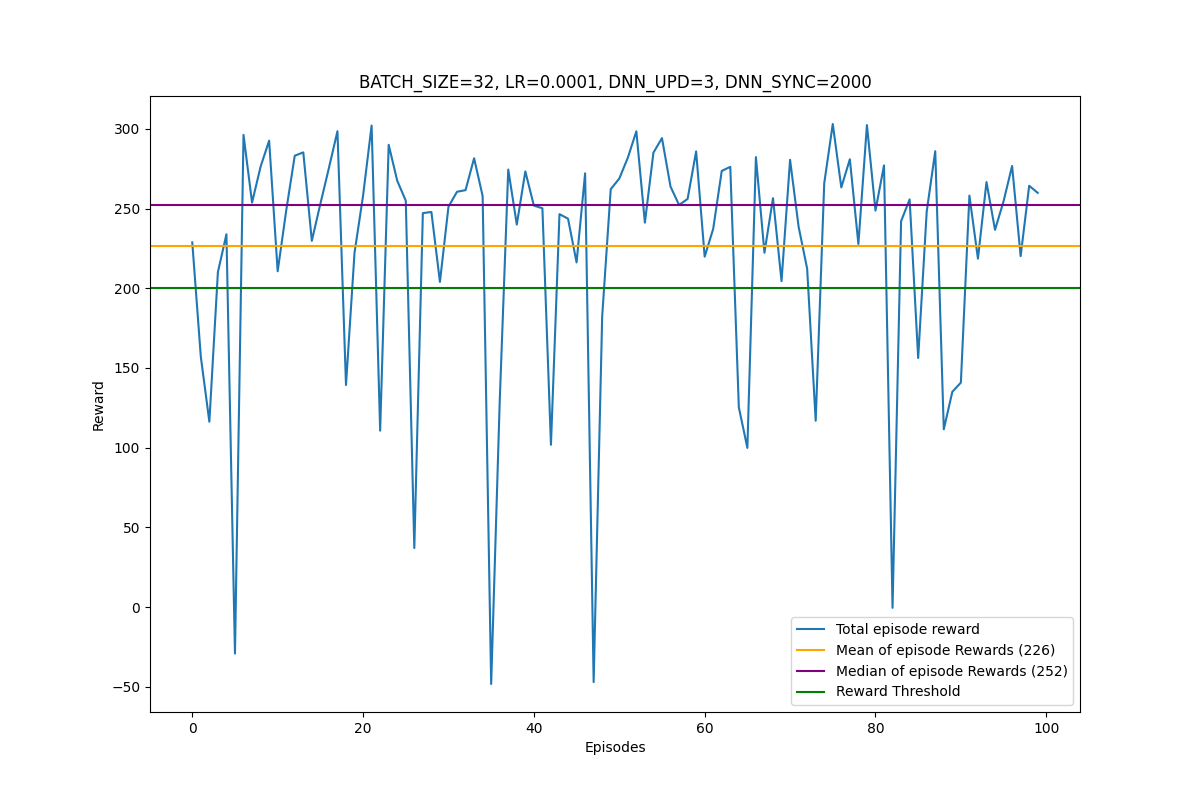 BATCH_SIZE=32, LR=0.0001, DNN_UPD=3, DNN_SYNC=2000
300
250
200
150
100
50
0
−50
Reward
0 20 40 60 80 100
Episodes
Total episode reward
Mean of episode Rewards (226)
Median of episode Rewards (252)
Reward Threshold